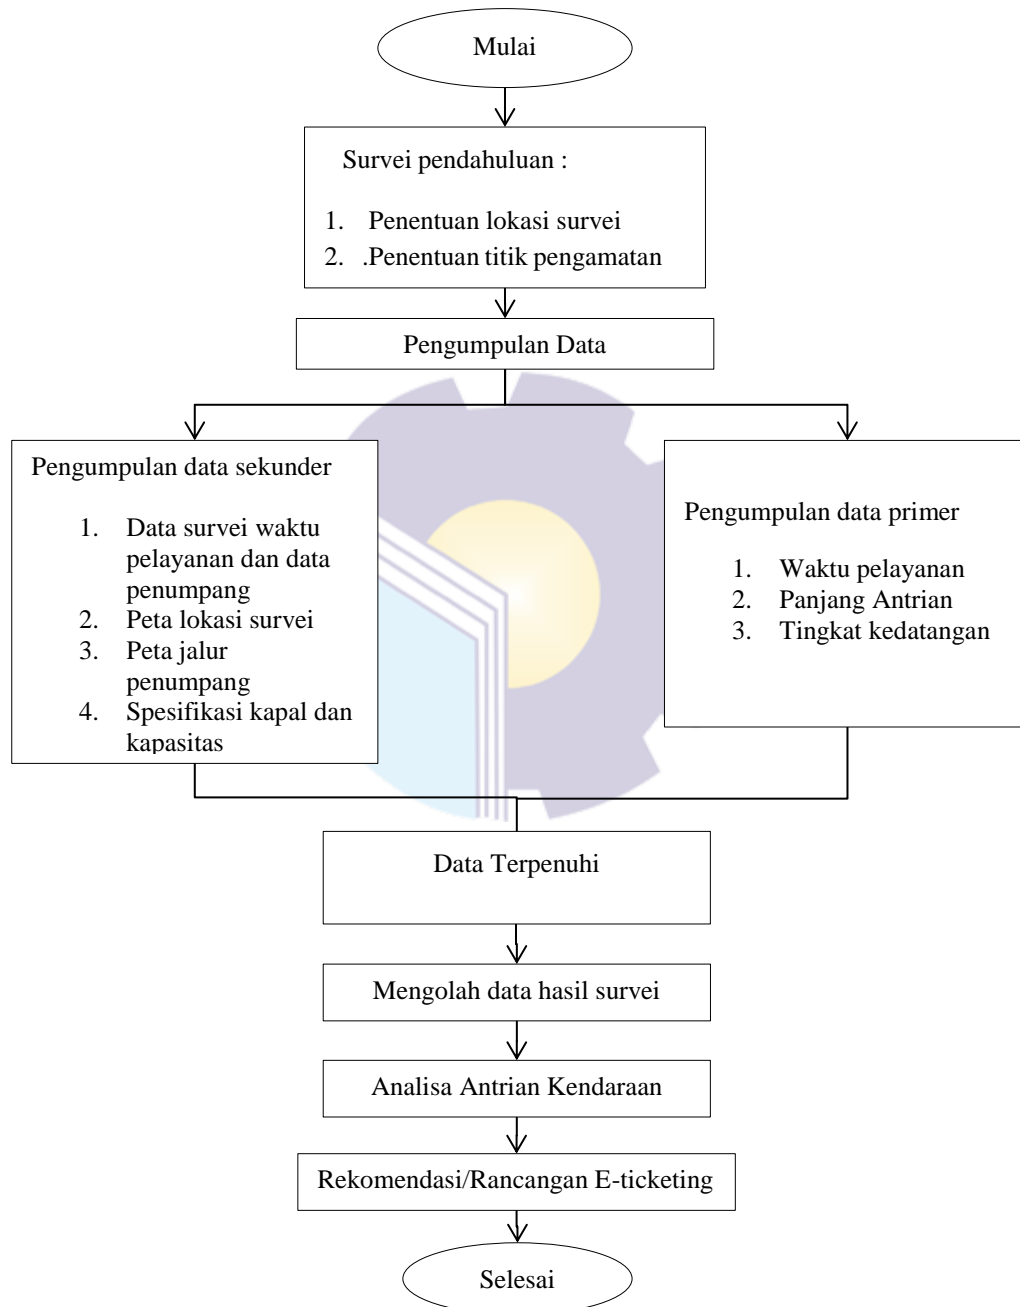 Mulai
Survei pendahuluan :
1. Penentuan lokasi survei
2. .Penentuan titik pengamatan
Pengumpulan Data
Pengumpulan data sekunder
1. Data survei waktu
pelayanan dan data
penumpang
2. Peta lokasi survei
3. Peta jalur
penumpang
4. Spesifikasi kapal dan
kapasitas
Pengumpulan data primer
1. Waktu pelayanan
2. Panjang Antrian
3. Tingkat kedatangan
Data Terpenuhi
Mengolah data hasil survei
Analisa Antrian Kendaraan
Rekomendasi/Rancangan E-ticketing
Selesai